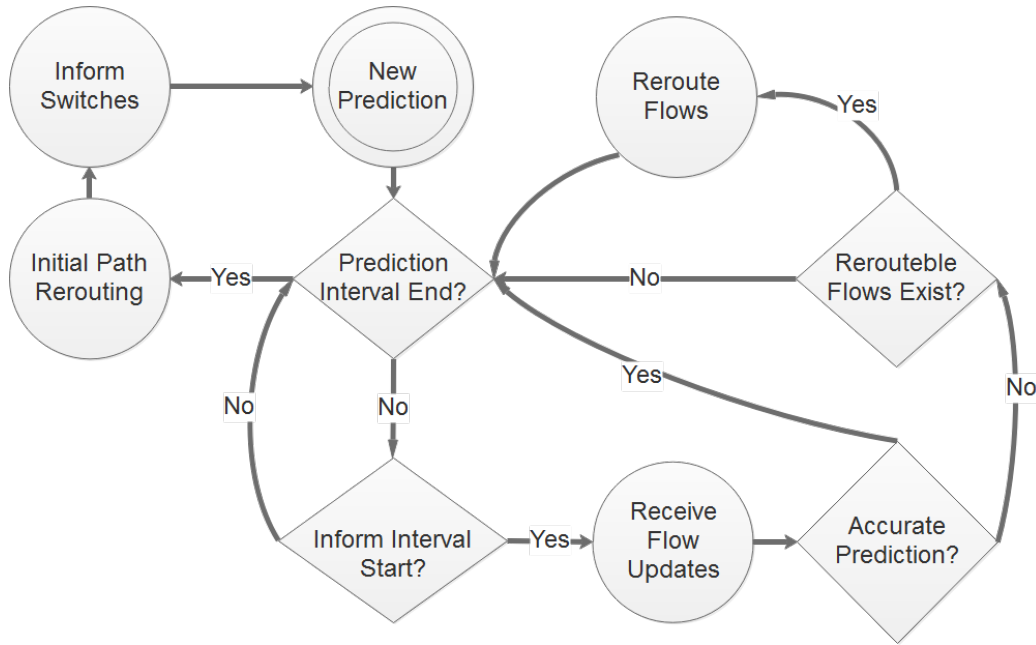 Inform
Switches
New
Prediction
Reroute
Flows
Yes
Initial Path
Rerouting
Yes
Prediction
Interval End?
No
Rerouteble
Flows Exist?
Yes
No
No
No
Inform Interval
Start?
Yes
Receive
Flow
Updates
Accurate
Prediction?